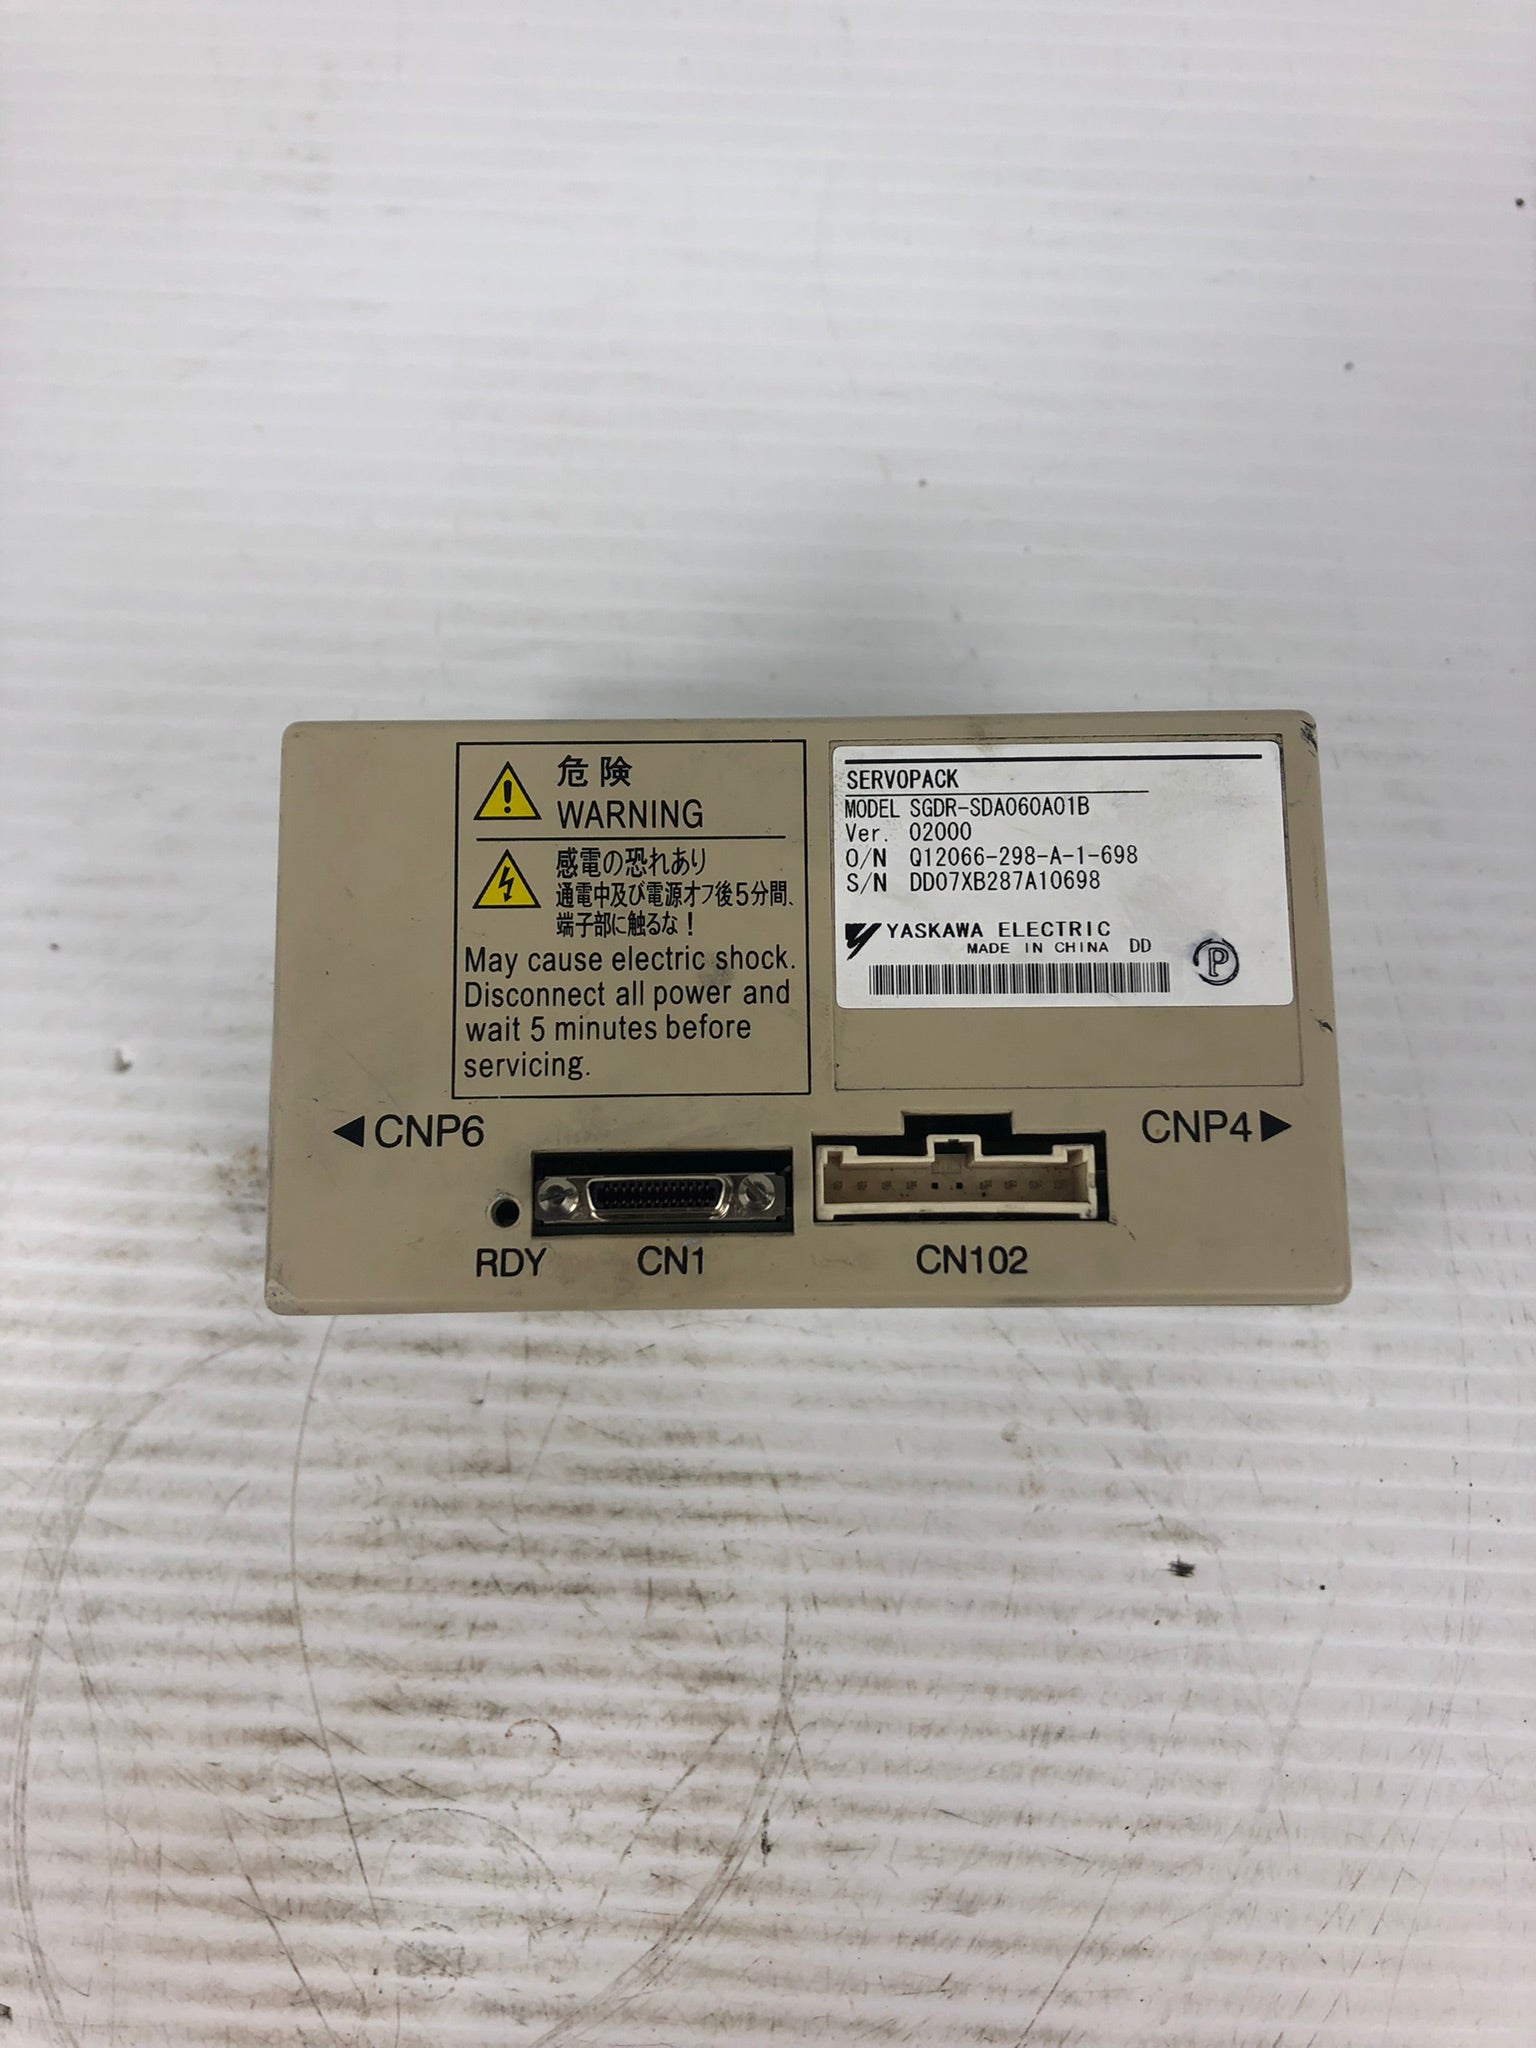 危険
WARNING
感電の恐れあり
通電中及び電源オフ後5分間、
端子部に触るな！
May cause electric shock.
Disconnect all power and
wait 5 minutes before
servicing.
SERVOPACK
MODEL SGDR-SDA060A01B
Ver. 02000
O/N Q12066-298-A-1-698
S/N DD07XB287A10698
YASKAWA ELECTRIC
MADE IN CHINA DD
P
◀CNP6
CNP4▶
RDY
CN1
CN102